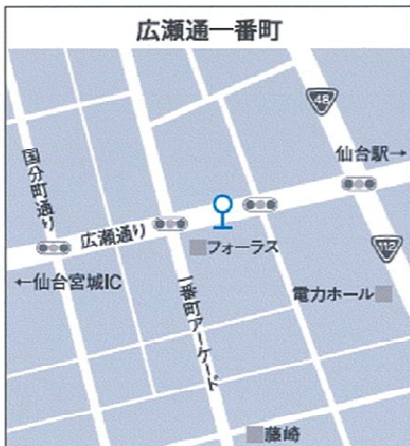 広瀬通一番町
48
仙台駅→
国分町通り
広瀬通り
フォーラス
112
←仙台宮城IC
電力ホール
一番町アーケード
藤崎